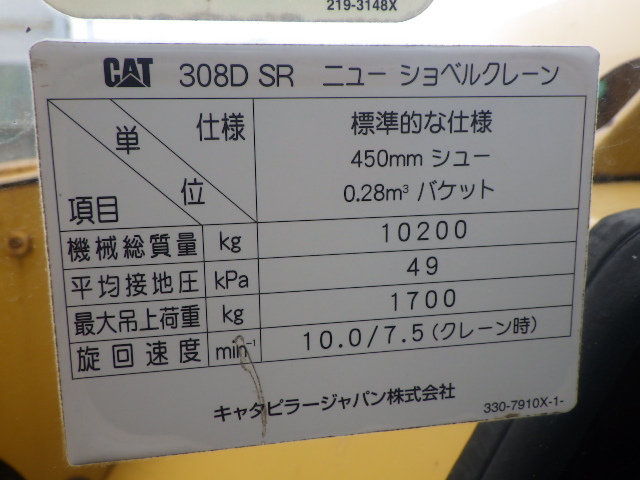 219-3148X
CAT 308D SR ニュー ショベルクレーン
単位 仕様 項目
標準的な仕様
450mm シュー
0.28m³ バケット
機械総質量 kg 10200
平均接地圧 kPa 49
最大吊上荷重 kg 1700
旋回速度 min⁻¹ 10.0/7.5(クレーン時)
キャタピラージャパン株式会社
330-7910X-1-